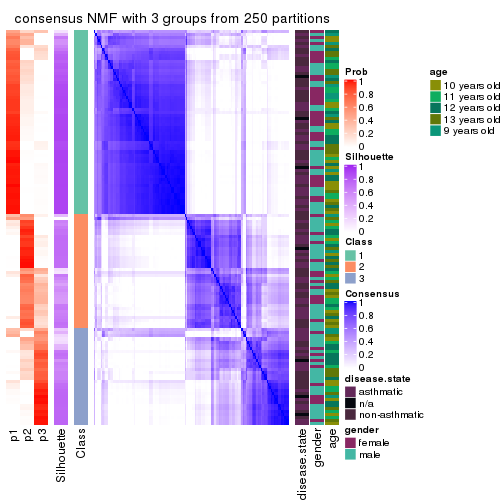 consensus NMF with 3 groups from 250 partitions
Prob
1
0.8
0.6
0.4
0.2
0
Silhouette
1
0.8
0.6
0.4
0.2
0
Class
1
2
3
Consensus
1
0.8
0.6
0.4
0.2
0
disease.state
asthmatic
n/a
non-asthmatic
gender
female
male
age
10 years old
11 years old
12 years old
13 years old
9 years old
p1
p2
p3
Silhouette
Class
disease.state
gender
age